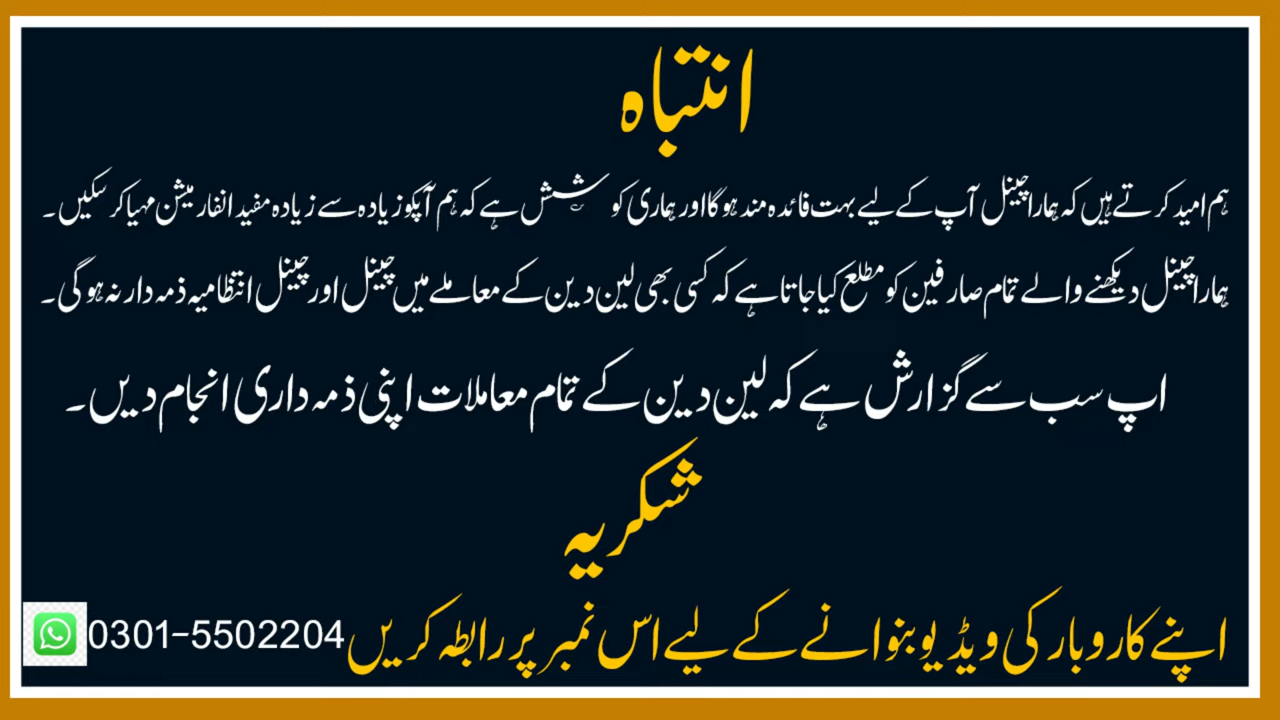 انتباہ
ہم امید کرتے ہیں کہ ہمارا چینل آپ کے لیے بہت فائدہ مند ہوگا اور ہماری کوشش ہے کہ ہم آپکو زیادہ سے زیادہ مفید انفارمیشن مہیا کر سکیں۔
ہمارا چینل دیکھنے والے تمام صارفین کو مطلع کیا جاتا ہے کہ کسی بھی لین دین کے معاملے میں چینل اور چینل انتظامیہ ذمہ دار نہ ہوگی۔
اپ سب سے گزارش ہے کہ لین دین کے تمام معاملات اپنی ذمہ داری انجام دیں۔
شکریہ
اپنے کاروبار کی ویڈیو بنوانے کے لیے اس نمبر پر رابطہ کریں 0301-5502204